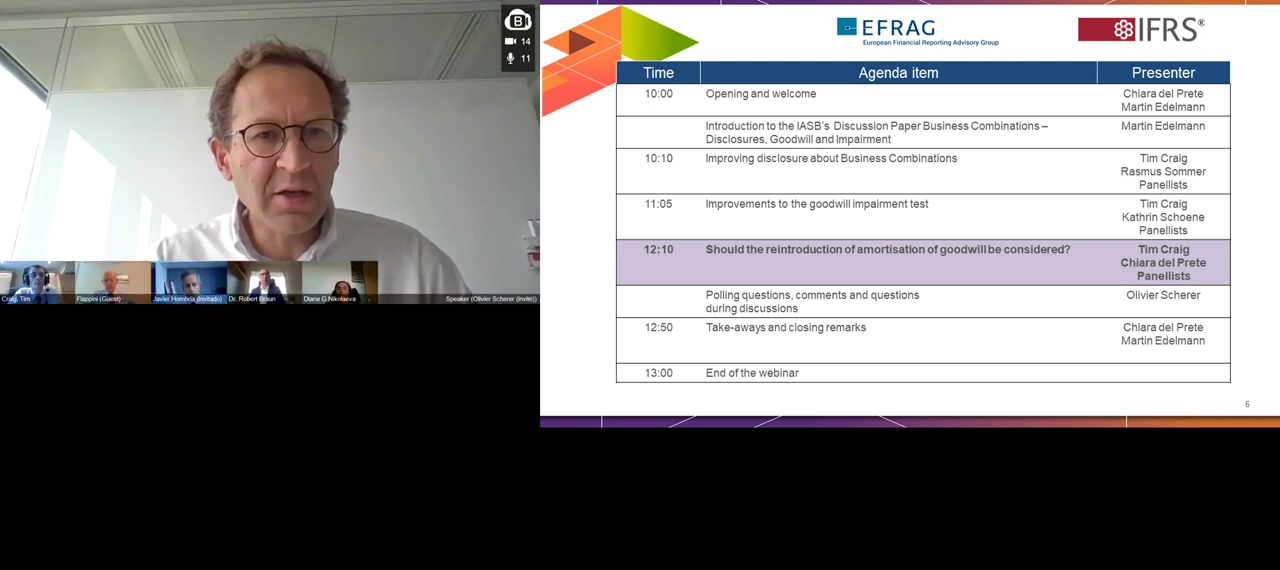 14
11
Craig, Tim
Flappini (Guest)
Javier Hombria (Invitado)
Dr. Robert Braun
Diana G Nikolaeva
Speaker (Olivier Scherer (Invité))
EFRAG
European Financial Reporting Advisory Group
IFRS®
Time Agenda item Presenter
10:00 Opening and welcome Chiara del Prete
Martin Edelmann
Introduction to the IASB's Discussion Paper Business Combinations – Martin Edelmann
Disclosures, Goodwill and Impairment
10:10 Improving disclosure about Business Combinations Tim Craig
Rasmus Sommer
Panellists
11:05 Improvements to the goodwill impairment test Tim Craig
Kathrin Schoene
Panellists
12:10 Should the reintroduction of amortisation of goodwill be considered? Tim Craig
Chiara del Prete
Panellists
Polling questions, comments and questions Olivier Scherer
during discussions
12:50 Take-aways and closing remarks Chiara del Prete
Martin Edelmann
13:00 End of the webinar
6